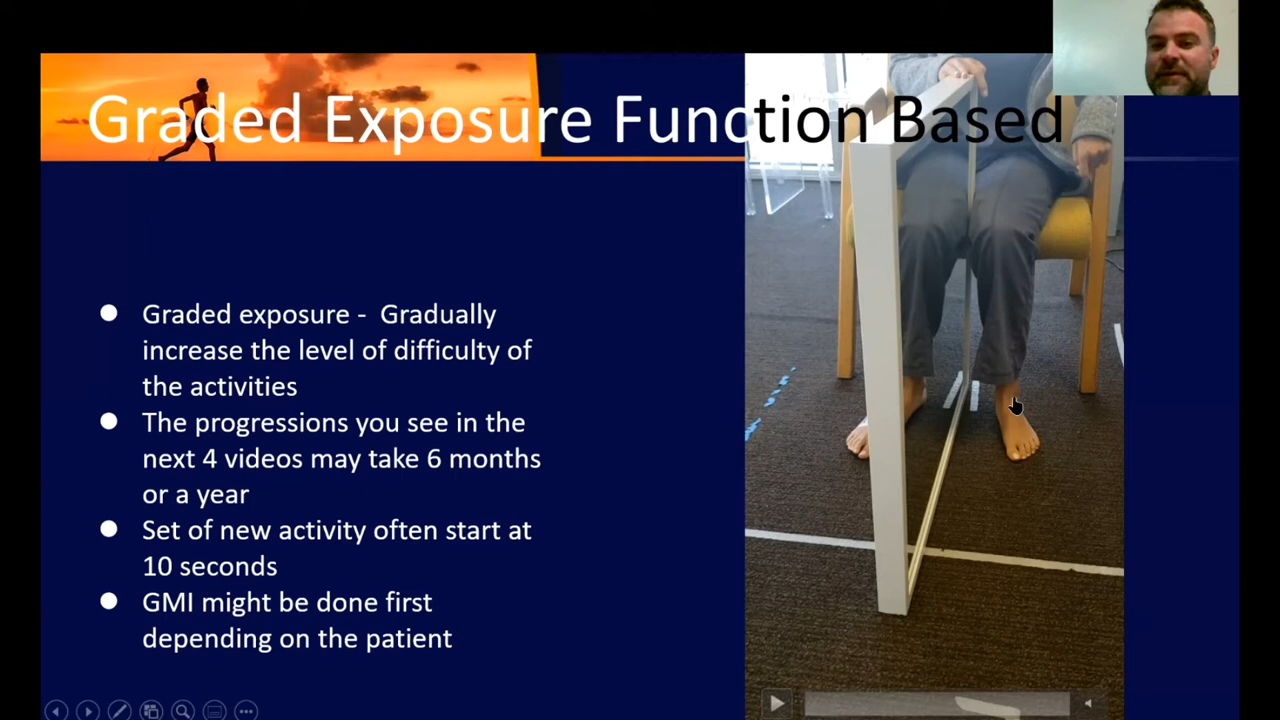 Graded Exposure Function Based
● Graded exposure -  Gradually
increase the level of difficulty of
the activities
● The progressions you see in the
next 4 videos may take 6 months
or a year
● Set of new activity often start at
10 seconds
● GMI might be done first
depending on the patient